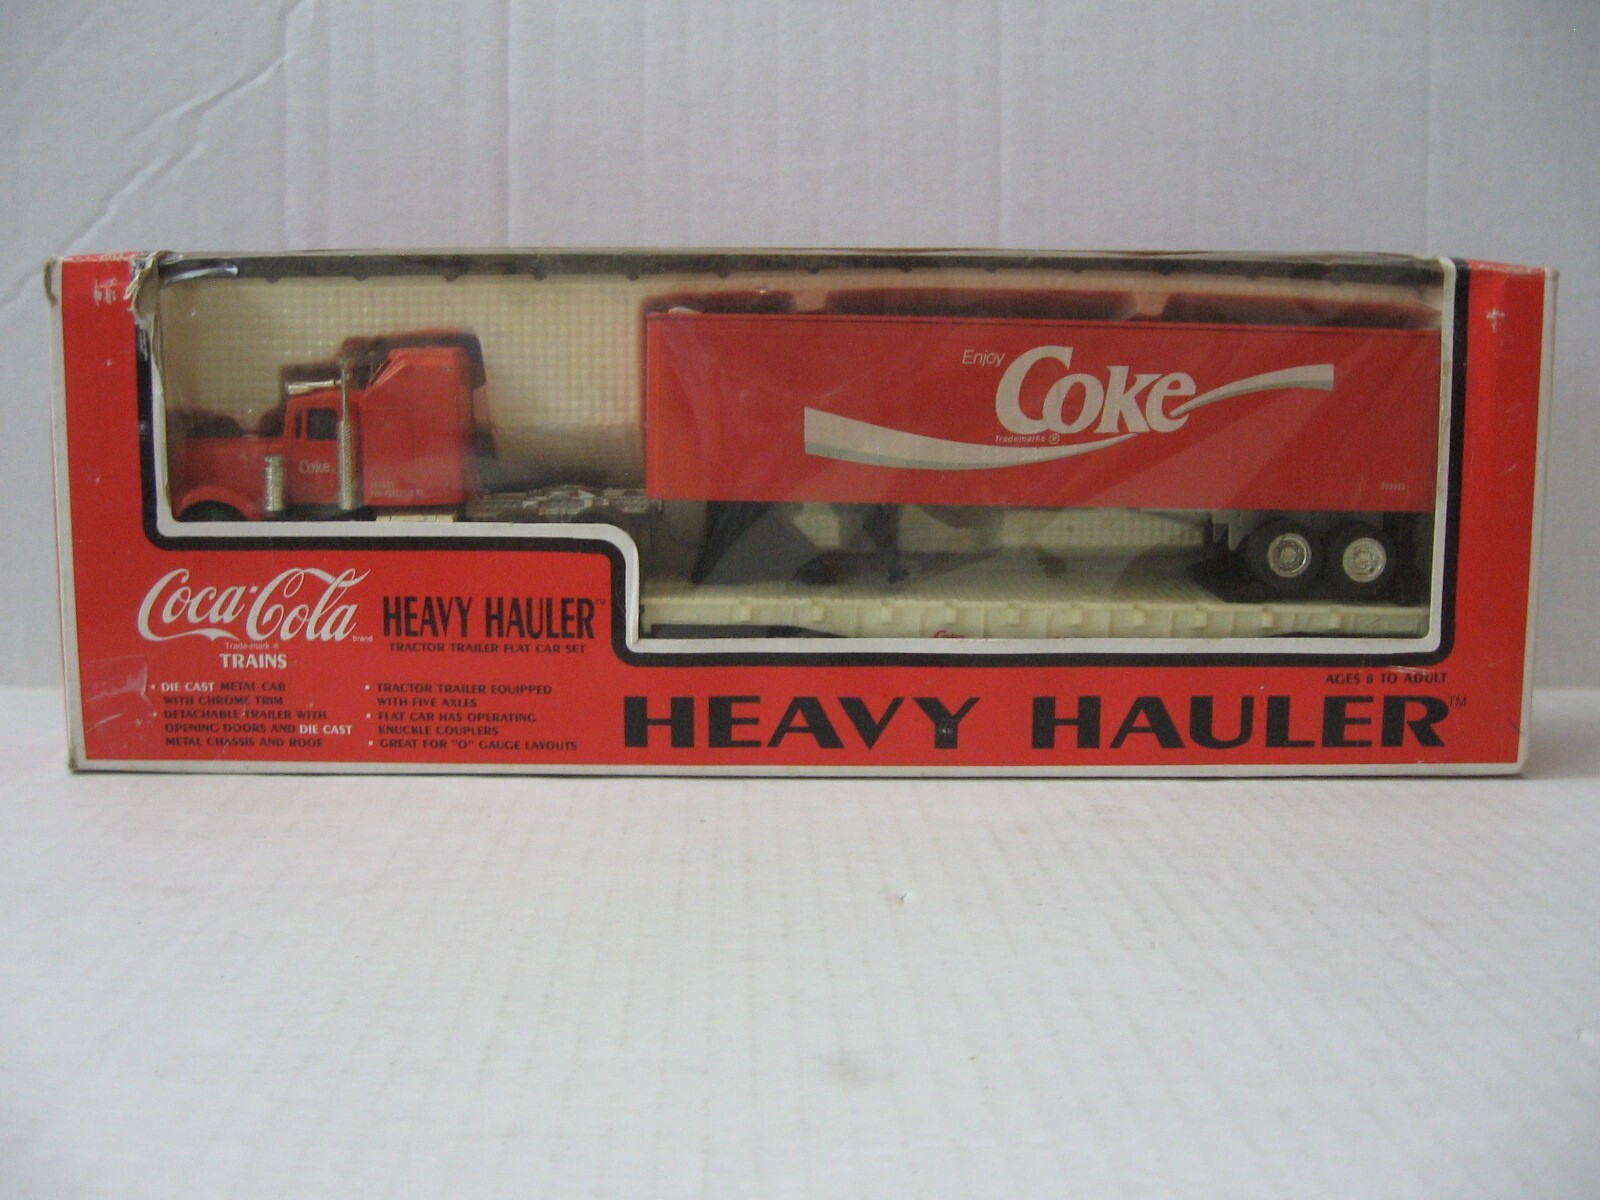 Enjoy
Coke
Trademarks ®
Coke
Coca-Cola
brand
Trade-mark ®
TRAINS
HEAVY HAULER™
TRACTOR TRAILER FLAT CAR SET
• DIE CAST METAL CAB
WITH CHROME TRIM
• DETACHABLE TRAILER WITH
OPENING DOORS AND DIE CAST
METAL CHASSIS AND ROOF
• TRACTOR TRAILER EQUIPPED
WITH FIVE AXLES
• FLAT CAR HAS OPERATING
KNUCKLE COUPLERS
• GREAT FOR "O" GAUGE LAYOUTS
AGES 8 TO ADULT
HEAVY HAULER™